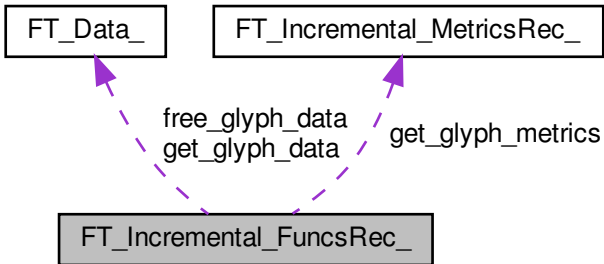 FT_Data_
FT_Incremental_MetricsRec_
free_glyph_data
get_glyph_data
get_glyph_metrics
FT_Incremental_FuncsRec_